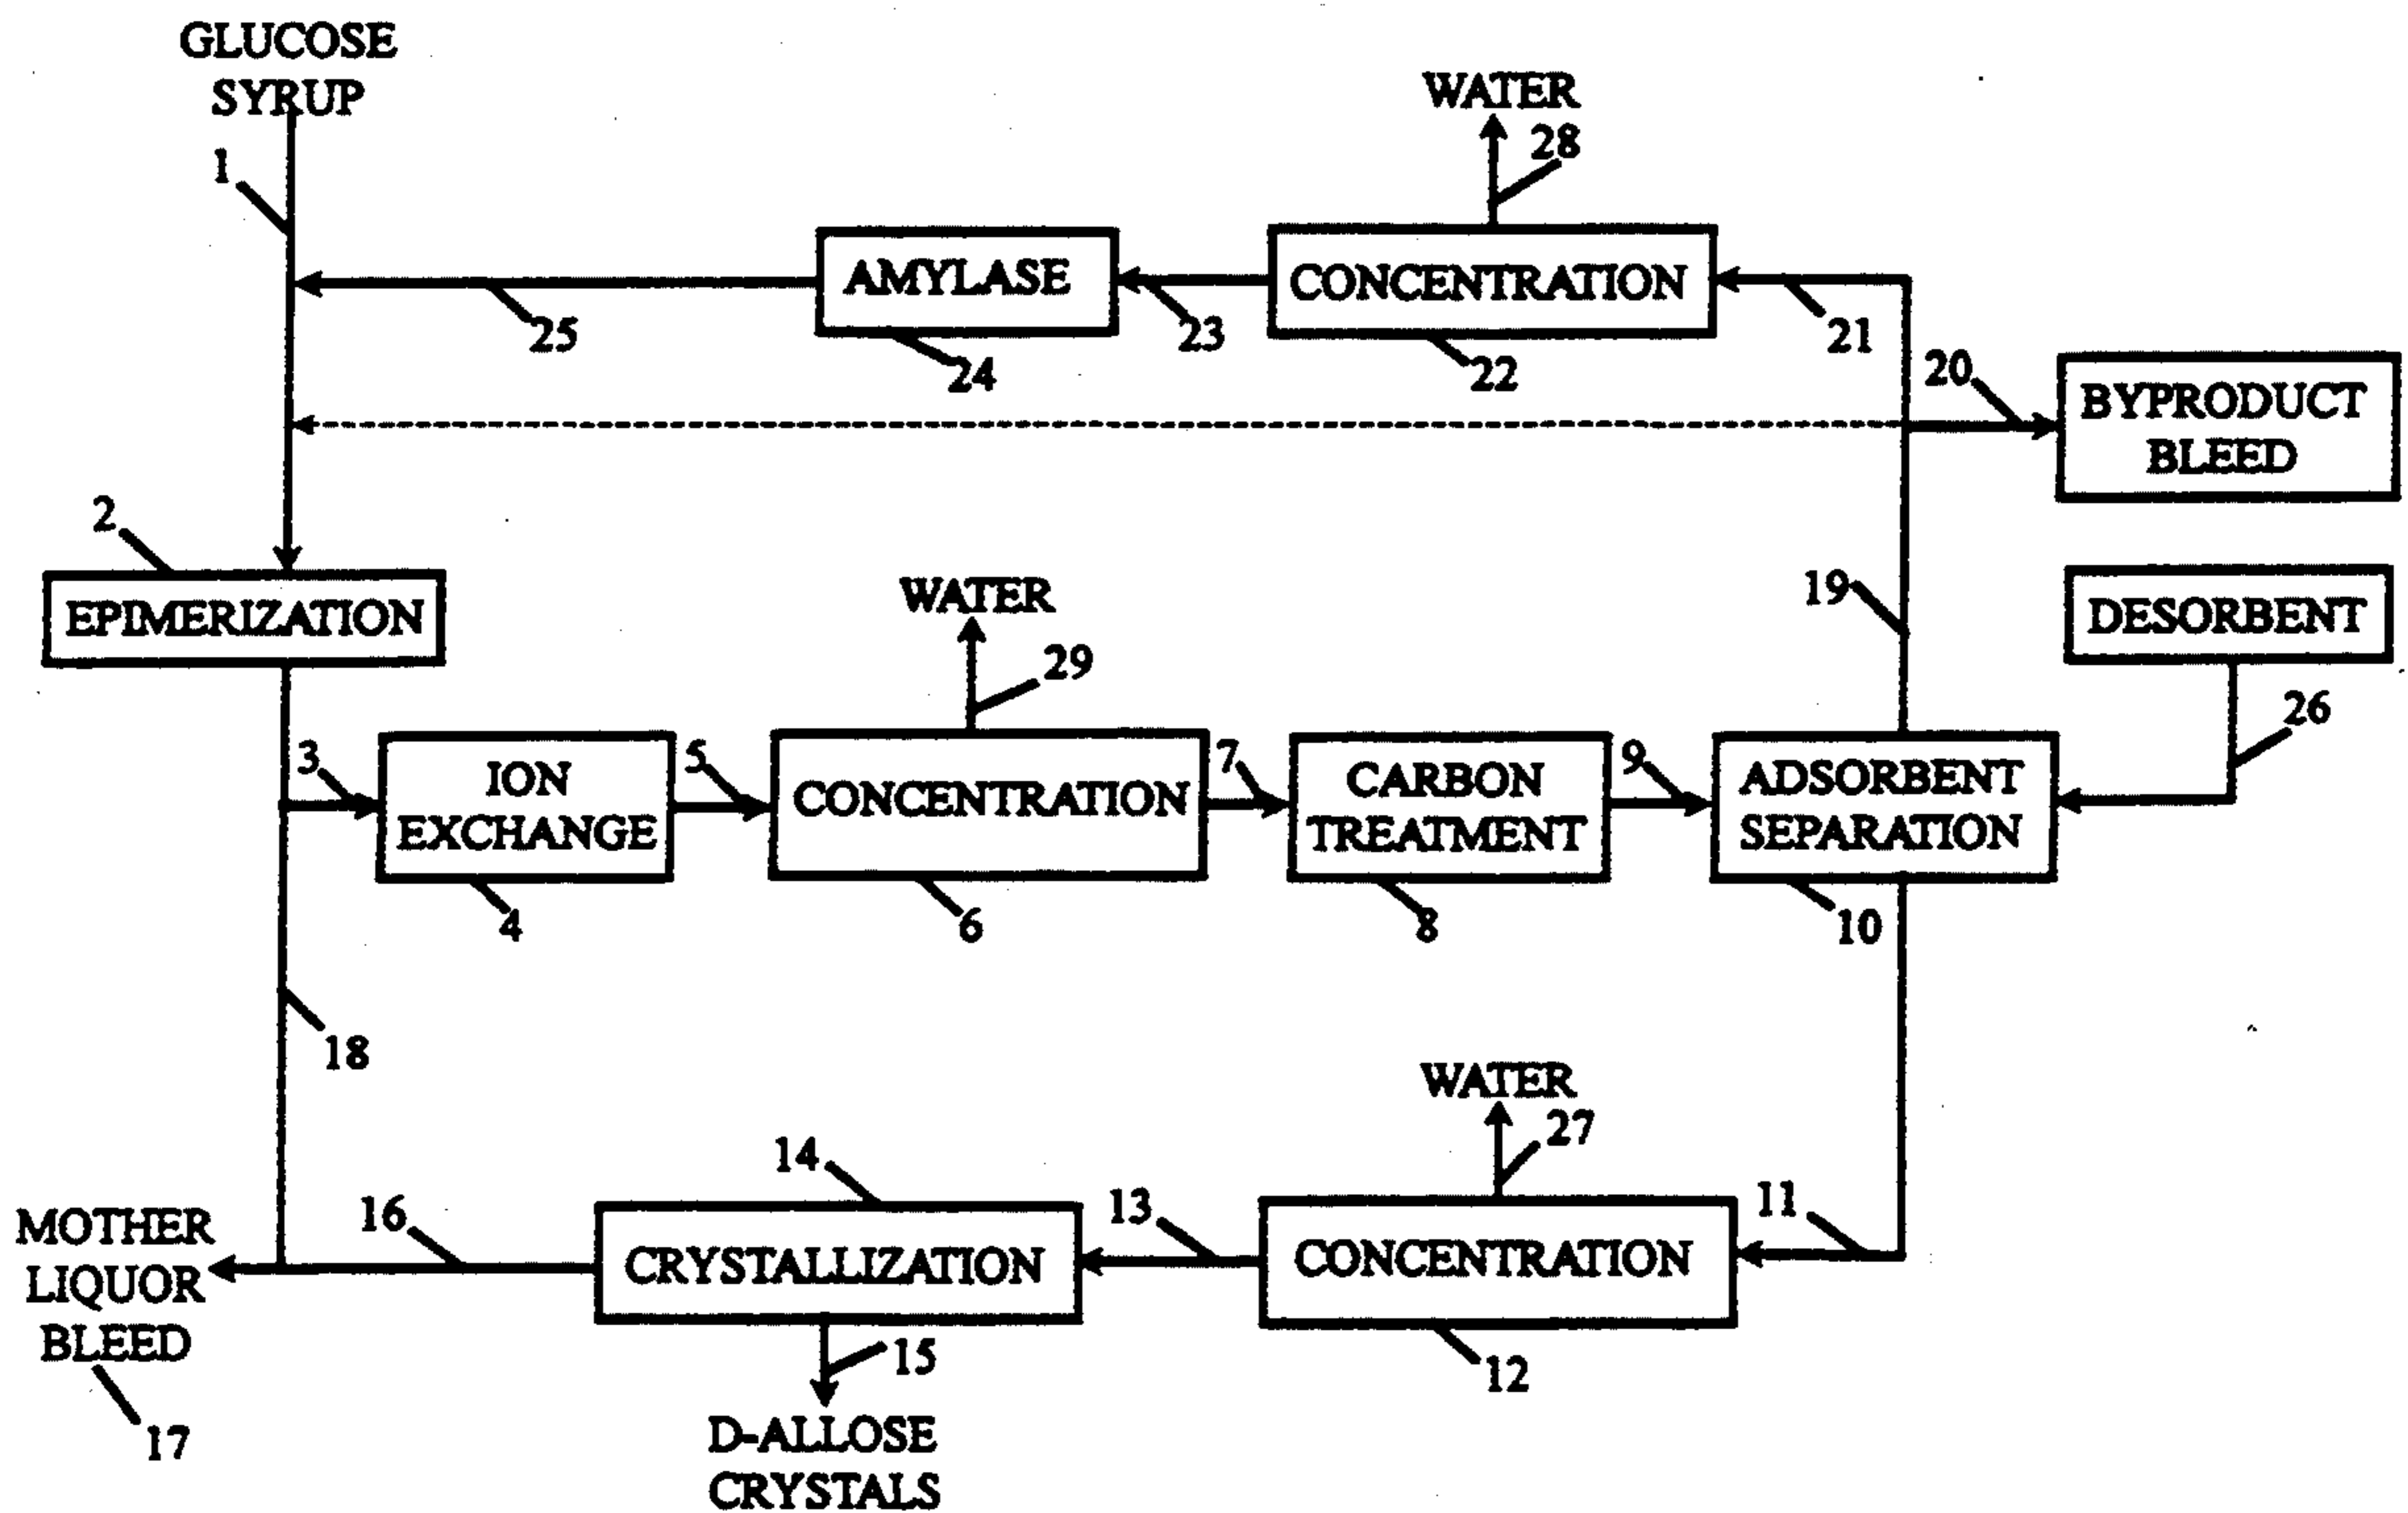 GLUCOSE
SYRUP
WATER
28
1
AMYLASE
CONCENTRATION
25
24
23
22
21
20
BYPRODUCT
BLEED
2
EPIMERIZATION
WATER
29
19
DESORBENT
26
3
ION
EXCHANGE
4
5
CONCENTRATION
6
7
CARBON
TREATMENT
8
9
ADSORBENT
SEPARATION
10
18
WATER
27
14
16
13
11
MOTHER
LIQUOR
BLEED
17
CRYSTALLIZATION
CONCENTRATION
15
12
D-ALLOSE
CRYSTALS